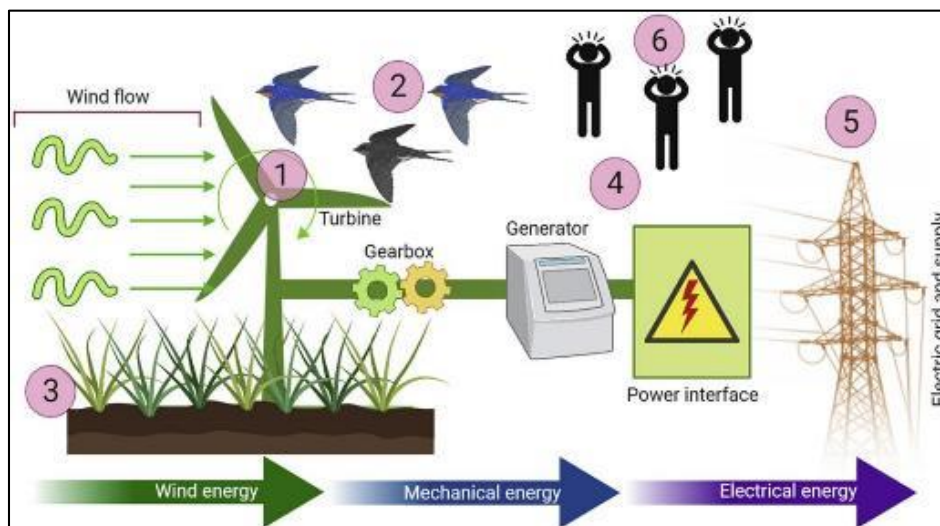 6
2
Wind flow
5
1
4
Turbine
Generator
Gearbox
Electric grid and supply
3
Power interface
Wind energy
Mechanical energy
Electrical energy